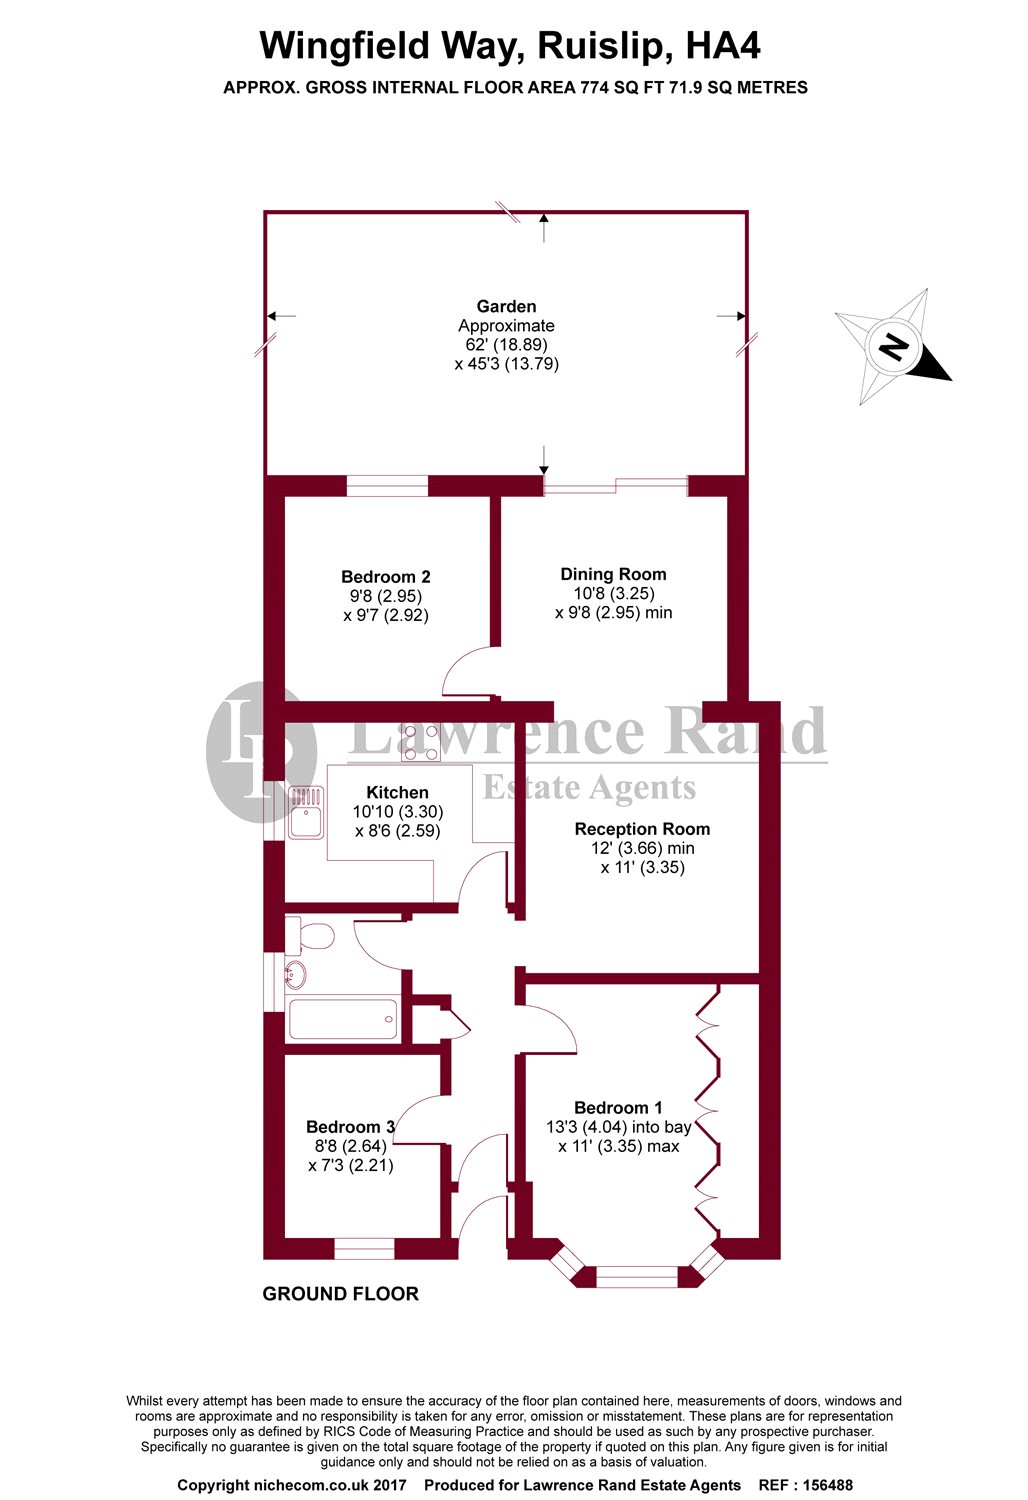 Wingfield Way, Ruislip, HA4
APPROX. GROSS INTERNAL FLOOR AREA 774 SQ FT 71.9 SQ METRES
Garden
Approximate
62' (18.89)
x 45'3 (13.79)
N
Bedroom 2
9'8 (2.95)
x 9'7 (2.92)
Dining Room
10'8 (3.25)
x 9'8 (2.95) min
LR
Lawrence Rand
Estate Agents
Kitchen
10'10 (3.30)
x 8'6 (2.59)
Reception Room
12' (3.66) min
x 11' (3.35)
Bedroom 1
13'3 (4.04) into bay
x 11' (3.35) max
Bedroom 3
8'8 (2.64)
x 7'3 (2.21)
GROUND FLOOR
Whilst every attempt has been made to ensure the accuracy of the floor plan contained here, measurements of doors, windows and
rooms are approximate and no responsibility is taken for any error, omission or misstatement. These plans are for representation
purposes only as defined by RICS Code of Measuring Practice and should be used as such by any prospective purchaser.
Specifically no guarantee is given on the total square footage of the property if quoted on this plan. Any figure given is for initial
guidance only and should not be relied on as a basis of valuation.
Copyright nichecom.co.uk 2017 Produced for Lawrence Rand Estate Agents REF : 156488